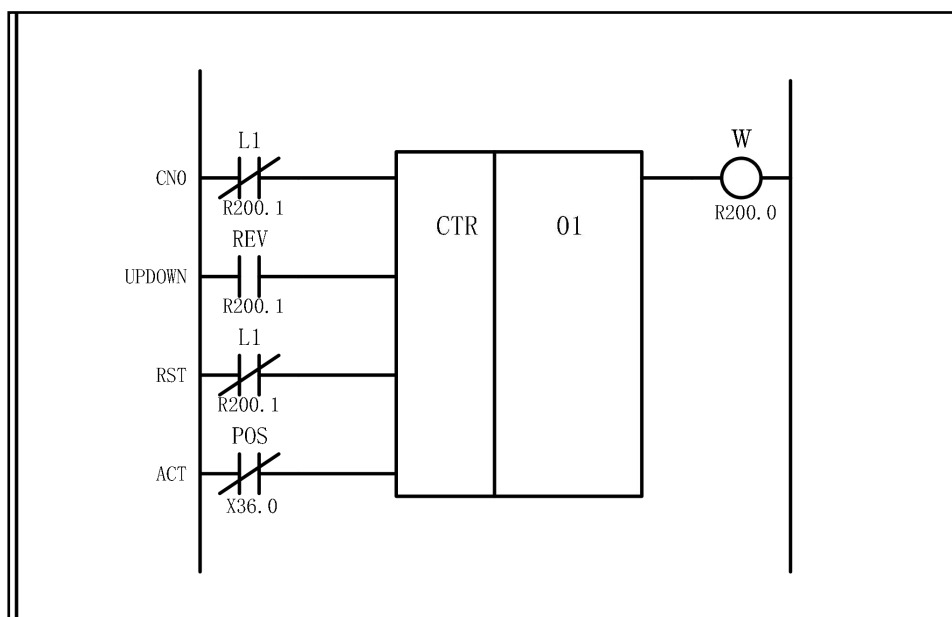 L1
W
CNO
R200.1
R200.0
REV
CTR
01
UPDOWN
R200.1
L1
RST
R200.1
POS
ACT
X36.0